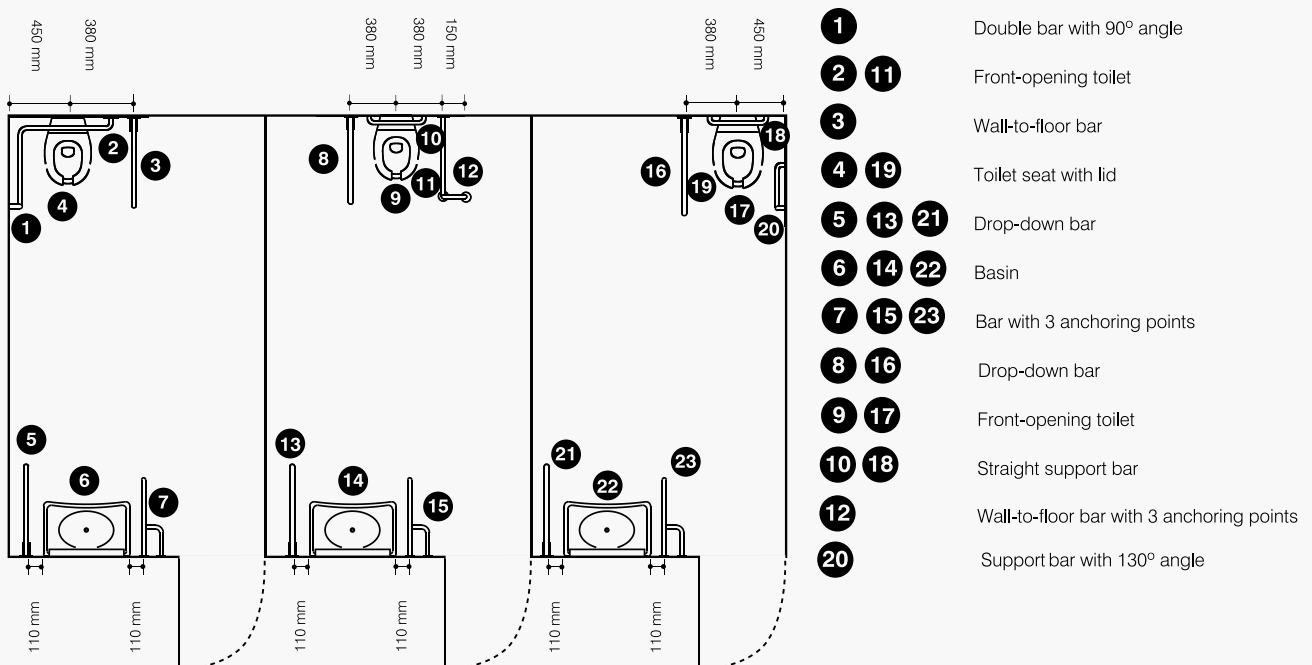 450 mm
380 mm
380 mm
380 mm
150 mm
380 mm
450 mm
1
2
3
4
5
6
7
8
9
10
11
12
13
14
15
16
17
18
19
20
21
22
23
110 mm
110 mm
110 mm
110 mm
110 mm
110 mm
1 Double bar with 90º angle
2 11 Front-opening toilet
3 Wall-to-floor bar
4 19 Toilet seat with lid
5 13 21 Drop-down bar
6 14 22 Basin
7 15 23 Bar with 3 anchoring points
8 16 Drop-down bar
9 17 Front-opening toilet
10 18 Straight support bar
12 Wall-to-floor bar with 3 anchoring points
20 Support bar with 130º angle